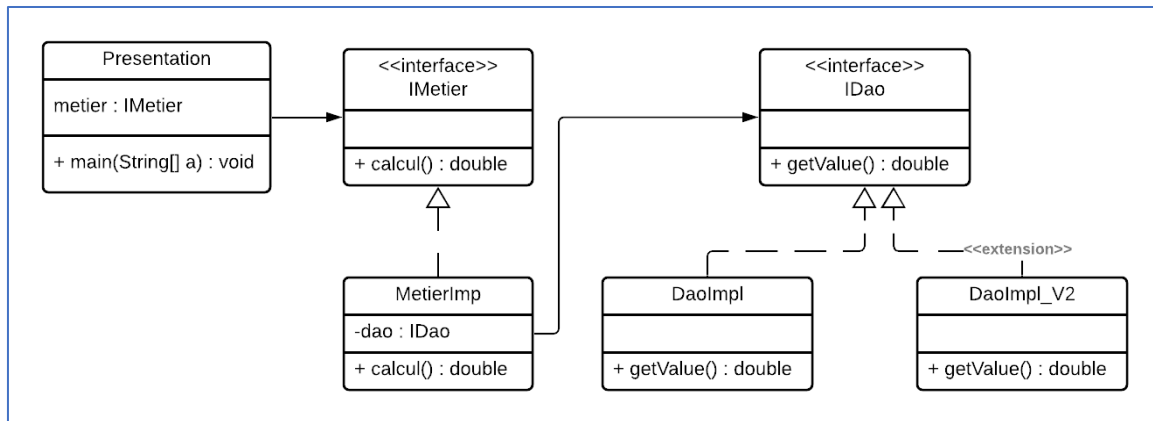 Presentation
metier : IMetier
+ main(String[] a) : void
<<interface>>
IMetier
+ calcul() : double
<<interface>>
IDao
+ getValue() : double
MetierImp
-dao : IDao
+ calcul() : double
DaoImpl
+ getValue() : double
<<extension>>
DaoImpl_V2
+ getValue() : double